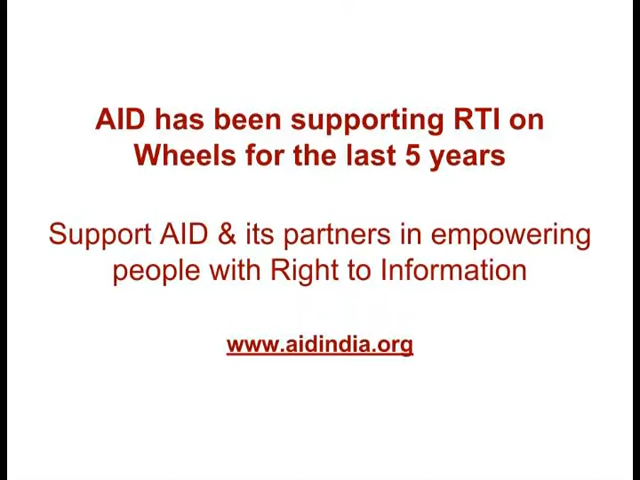 AID has been supporting RTI on
Wheels for the last 5 years
Support AID & its partners in empowering
people with Right to Information
www.aidindia.org